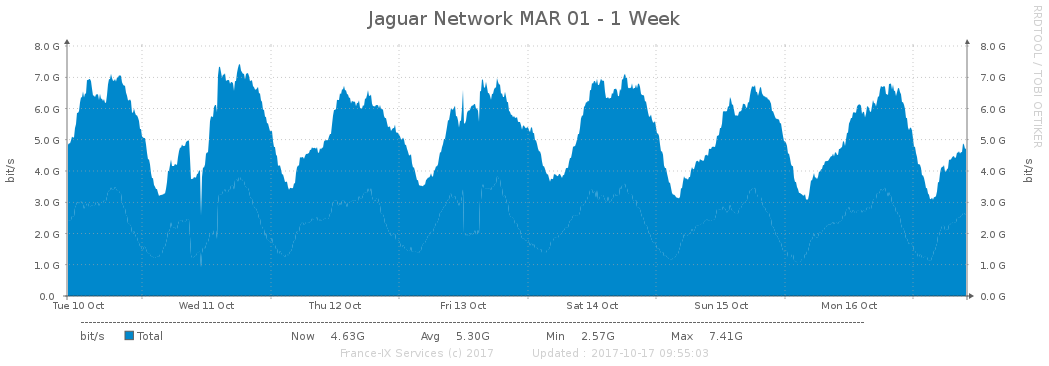 Jaguar Network MAR 01 - 1 Week
RRDTOOL / TOBI OETIKER
bit/s
8.0 G
7.0 G
6.0 G
5.0 G
4.0 G
3.0 G
2.0 G
1.0 G
0.0
8.0 G
7.0 G
6.0 G
5.0 G
4.0 G
3.0 G
2.0 G
1.0 G
0.0 G
bit/s
Tue 10 Oct Wed 11 Oct Thu 12 Oct Fri 13 Oct Sat 14 Oct Sun 15 Oct Mon 16 Oct
bit/s Total Now 4.63G Avg 5.30G Min 2.57G Max 7.41G
France-IX Services (c) 2017 Updated : 2017-10-17 09:55:03